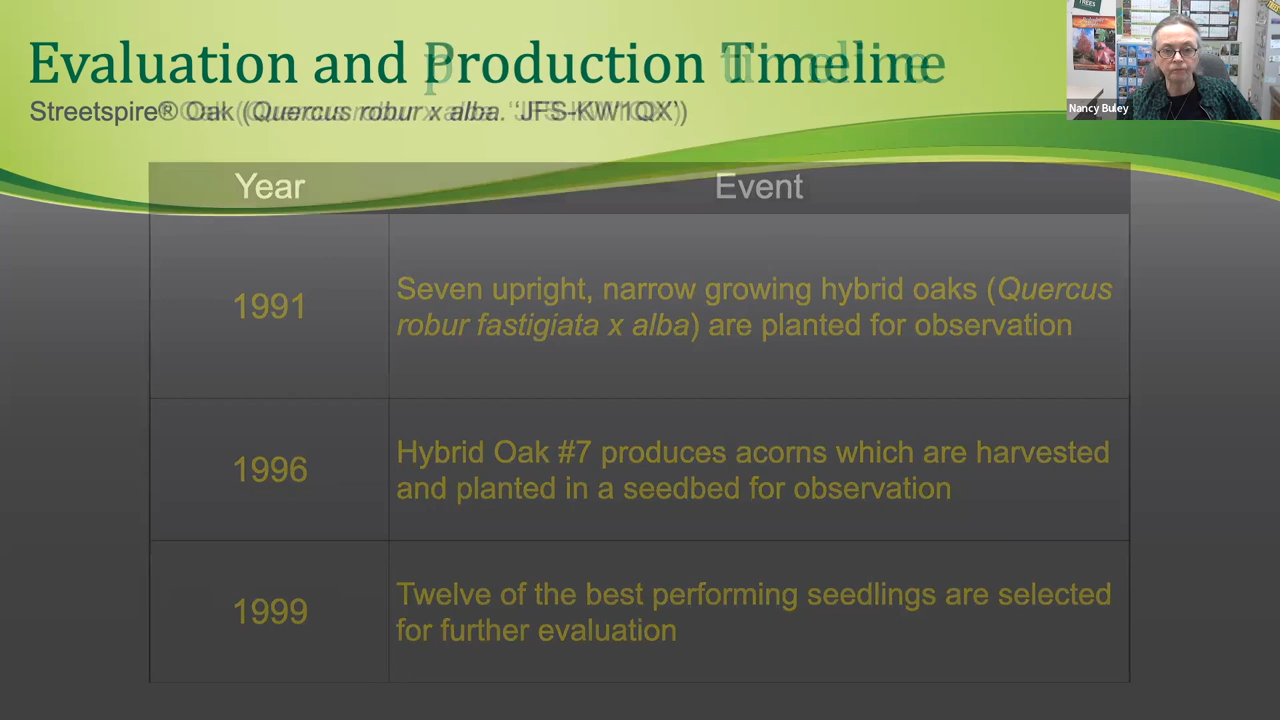 Evaluation and Production Timeline
Streetspire® Oak (Quercus robur x alba. 'JFS-KW1QX')
Nancy Buley
TREES
Year Event
1991
Seven upright, narrow growing hybrid oaks (Quercus
robur fastigiata x alba) are planted for observation
1996
Hybrid Oak #7 produces acorns which are harvested
and planted in a seedbed for observation
1999
Twelve of the best performing seedlings are selected
for further evaluation